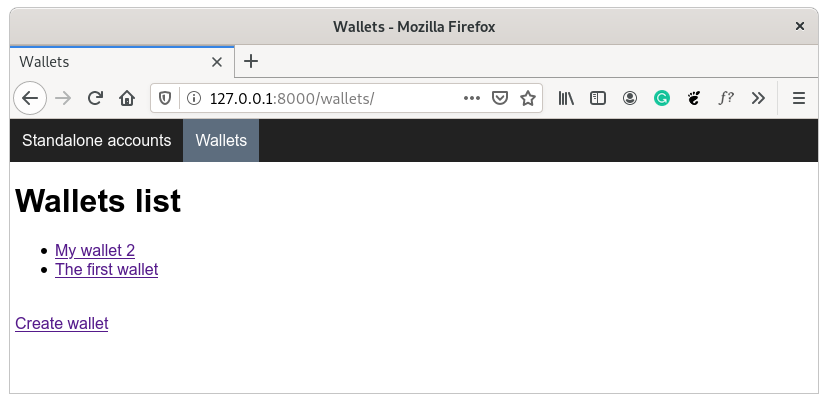 Wallets - Mozilla Firefox
Wallets
127.0.0.1:8000/wallets/
f?
Standalone accounts Wallets
Wallets list
My wallet 2
The first wallet
Create wallet